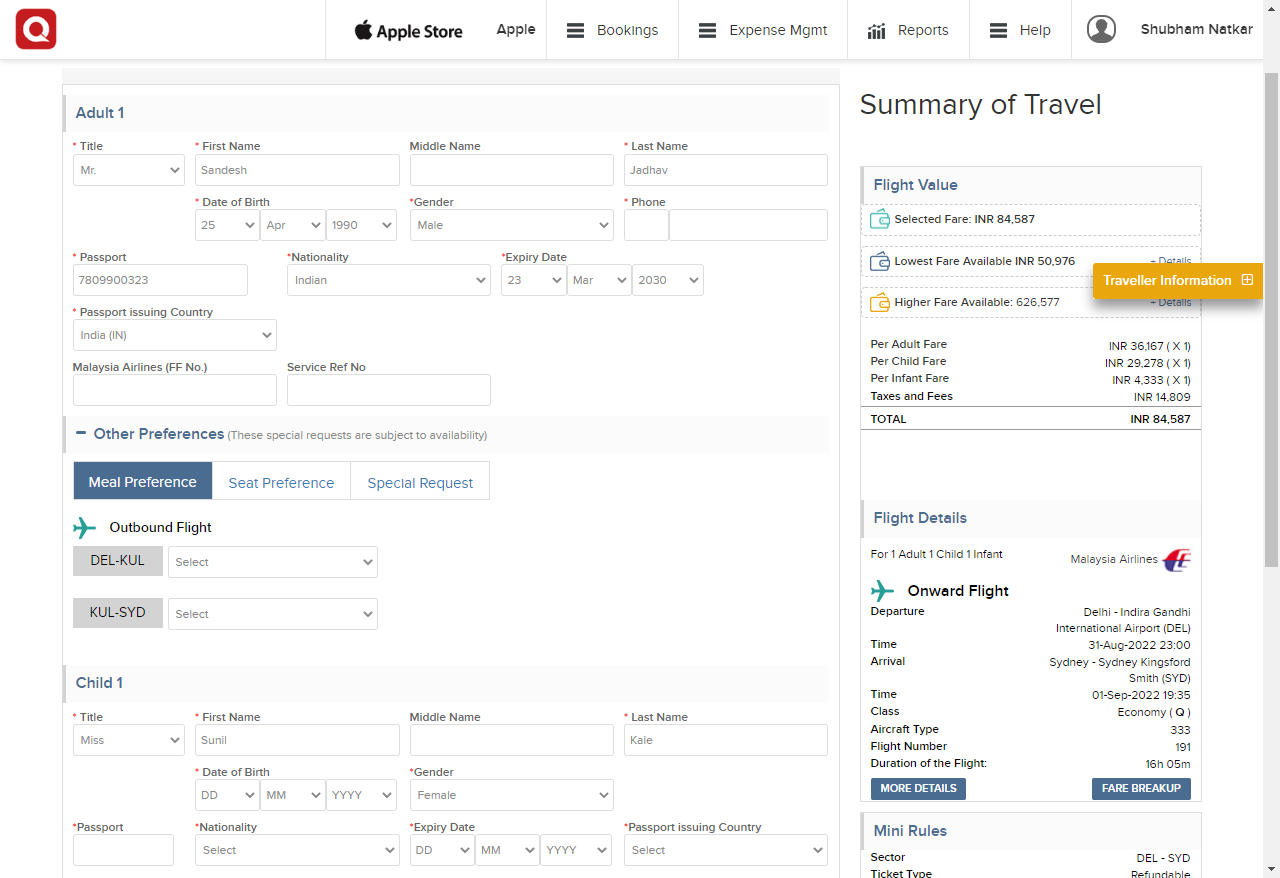 Apple Store
Apple
Bookings
Expense Mgmt
Reports
Help
Shubham Natkar
Adult 1
* Title
* First Name
Middle Name
* Last Name
Mr.
Sandesh
Jadhav
* Date of Birth
*Gender
* Phone
25
Apr
1990
Male
* Passport
*Nationality
*Expiry Date
7809900323
Indian
23
Mar
2030
* Passport issuing Country
India (IN)
Malaysia Airlines (FF No.)
Service Ref No
Other Preferences (These special requests are subject to availability)
Meal Preference
Seat Preference
Special Request
Outbound Flight
DEL-KUL
Select
KUL-SYD
Select
Child 1
* Title
* First Name
Middle Name
* Last Name
Miss
Sunil
Kale
* Date of Birth
*Gender
DD
MM
YYYY
Female
*Passport
*Nationality
*Expiry Date
*Passport issuing Country
Select
DD
MM
YYYY
Select
Summary of Travel
Flight Value
Selected Fare: INR 84,587
Lowest Fare Available INR 50,976
+ Details
Traveller Information
Higher Fare Available: 626,577
+ Details
Per Adult Fare INR 36,167 ( X 1)
Per Child Fare INR 29,278 ( X 1)
Per Infant Fare INR 4,333 ( X 1)
Taxes and Fees INR 14,809
TOTAL INR 84,587
Flight Details
For 1 Adult 1 Child 1 Infant
Malaysia Airlines
Onward Flight
Departure Delhi - Indira Gandhi
International Airport (DEL)
Time 31-Aug-2022 23:00
Arrival Sydney - Sydney Kingsford
Smith (SYD)
Time 01-Sep-2022 19:35
Class Economy ( Q )
Aircraft Type 333
Flight Number 191
Duration of the Flight: 16h 05m
MORE DETAILS
FARE BREAKUP
Mini Rules
Sector DEL - SYD
Ticket Type Refundable